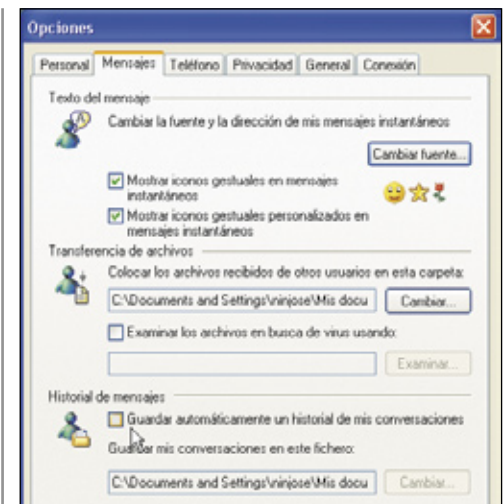 Opciones
Personal Mensajes Teléfono Privacidad General Conexión
Texto del mensaje
Cambiar la fuente y la dirección de mis mensajes instantáneos
Cambiar fuente...
Mostrar iconos gestuales en mensajes
instantáneos
Mostrar iconos gestuales personalizados en
mensajes instantáneos
Transferencia de archivos
Colocar los archivos recibidos de otros usuarios en esta carpeta:
C:\Documents and Settings\ninjose\Mis docu Cambiar...
Examinar los archivos en busca de virus usando:
Examinar...
Historial de mensajes
Guardar automáticamente un historial de mis conversaciones
Guardar mis conversaciones en este fichero:
C:\Documents and Settings\ninjose\Mis docu Cambiar...